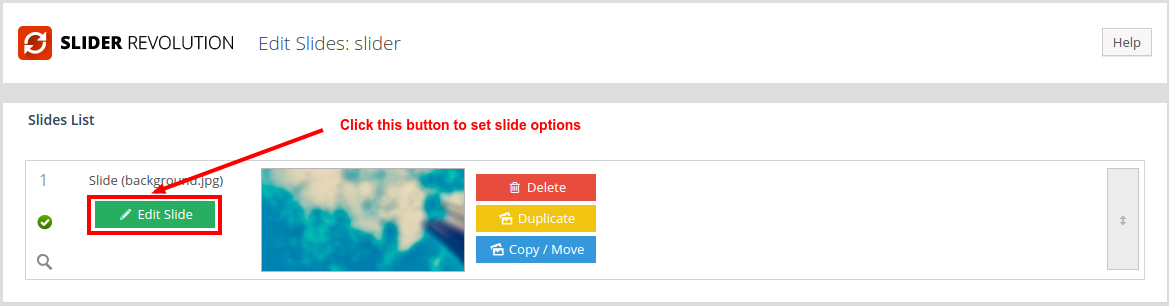 SLIDER REVOLUTION Edit Slides: slider
Help
Slides List
Click this button to set slide options
1 Slide (background.jpg)
Edit Slide
Delete
Duplicate
Copy / Move